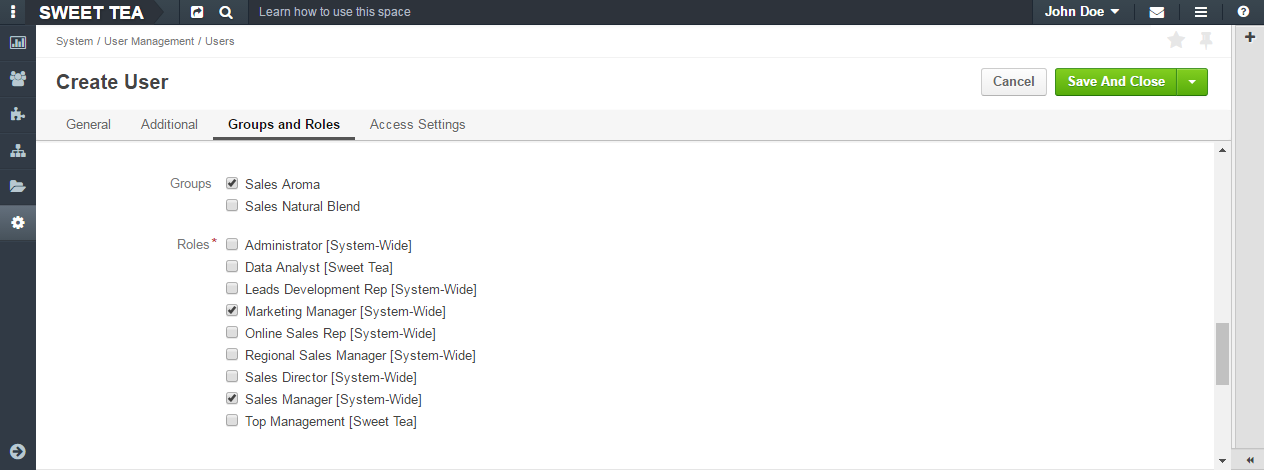 SWEET TEA
Learn how to use this space
John Doe
System / User Management / Users
Create User
Cancel
Save And Close
General
Additional
Groups and Roles
Access Settings
Groups
Sales Aroma
Sales Natural Blend
Roles*
Administrator [System-Wide]
Data Analyst [Sweet Tea]
Leads Development Rep [System-Wide]
Marketing Manager [System-Wide]
Online Sales Rep [System-Wide]
Regional Sales Manager [System-Wide]
Sales Director [System-Wide]
Sales Manager [System-Wide]
Top Management [Sweet Tea]